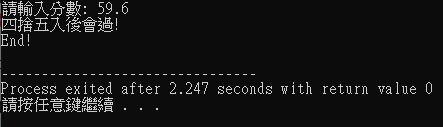 請輸入分數: 59.6
四捨五入後會過!
End!
--------------------------------
Process exited after 2.247 seconds with return value 0
請按任意鍵繼續 . . .